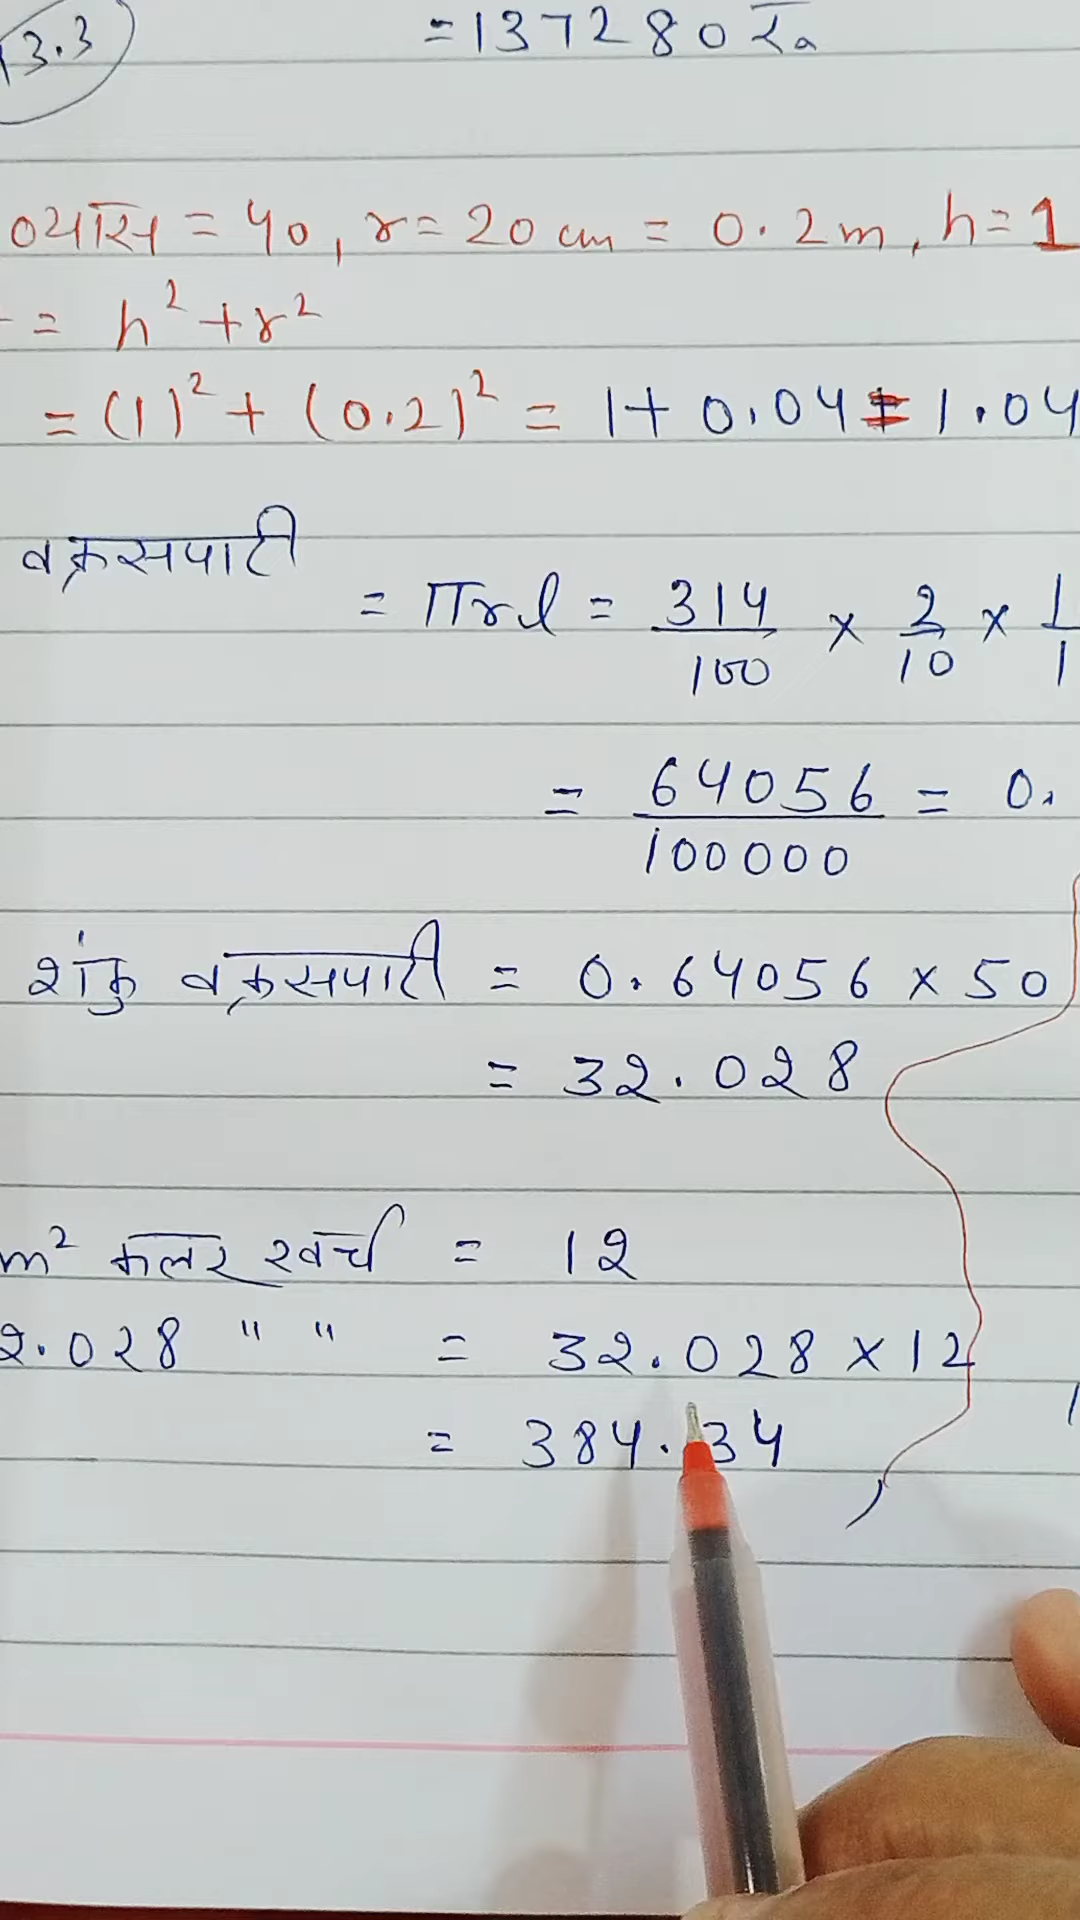 13.3
=137280 रू
व्यास = 40, r = 20 cm = 0.2 m, h = 1
= h² + r²
= (1)² + (0.2)² = 1 + 0.04 = 1.04
वक्रसपाटी
= πrl = 314/100 × 2/10 × 1
= 64056/100000 = 0.
शंकु वक्रसपाटी = 0.64056 × 50
= 32.028
m² कलर खर्च = 12
2.028 " " = 32.028 × 12
= 384.34